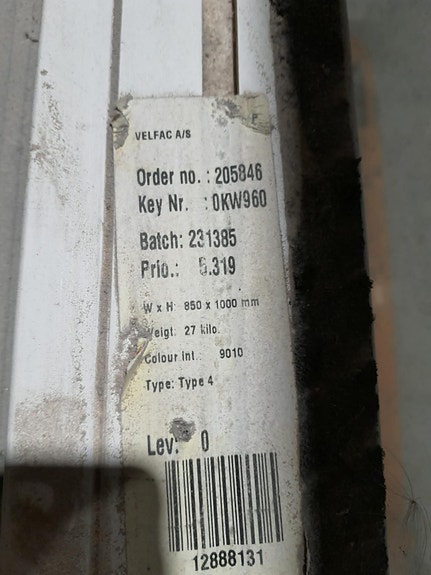 VELFAC A/S
Order no. : 205846
Key Nr. : 0KW960
Batch: 231385
Prio.: 5.319
W x H: 850 x 1000 mm
Weigt: 27 kilo.
Colour Int.: 9010
Type: Type 4
Lev: 0
12888131